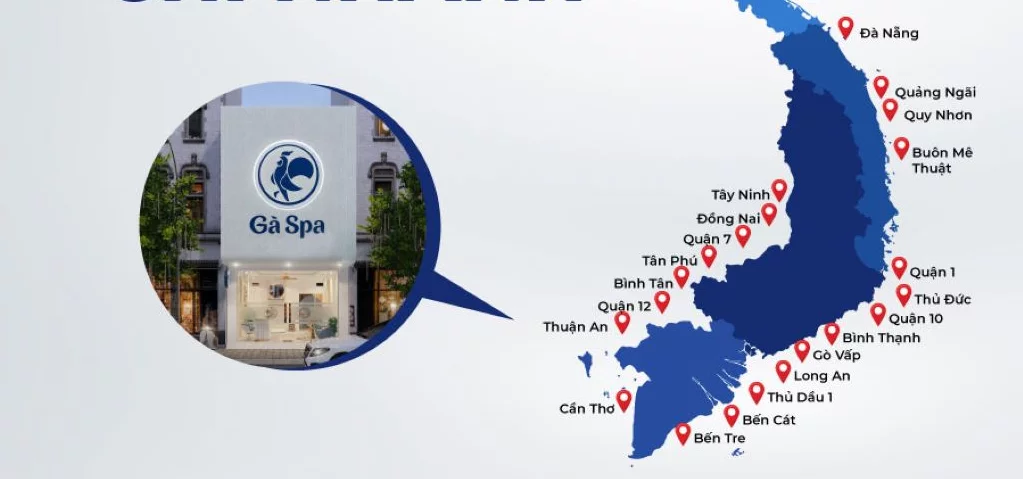 Đà Nẵng
Quảng Ngãi
Quy Nhơn
Buôn Mê
Thuật
Tây Ninh
Đồng Nai
Quận 7
Tân Phú
Bình Tân
Quận 12
Thuận An
Gà Spa
Quận 1
Thủ Đức
Quận 10
Bình Thạnh
Gò Vấp
Long An
Thủ Dầu 1
Cần Thơ
Bến Cát
Bến Tre